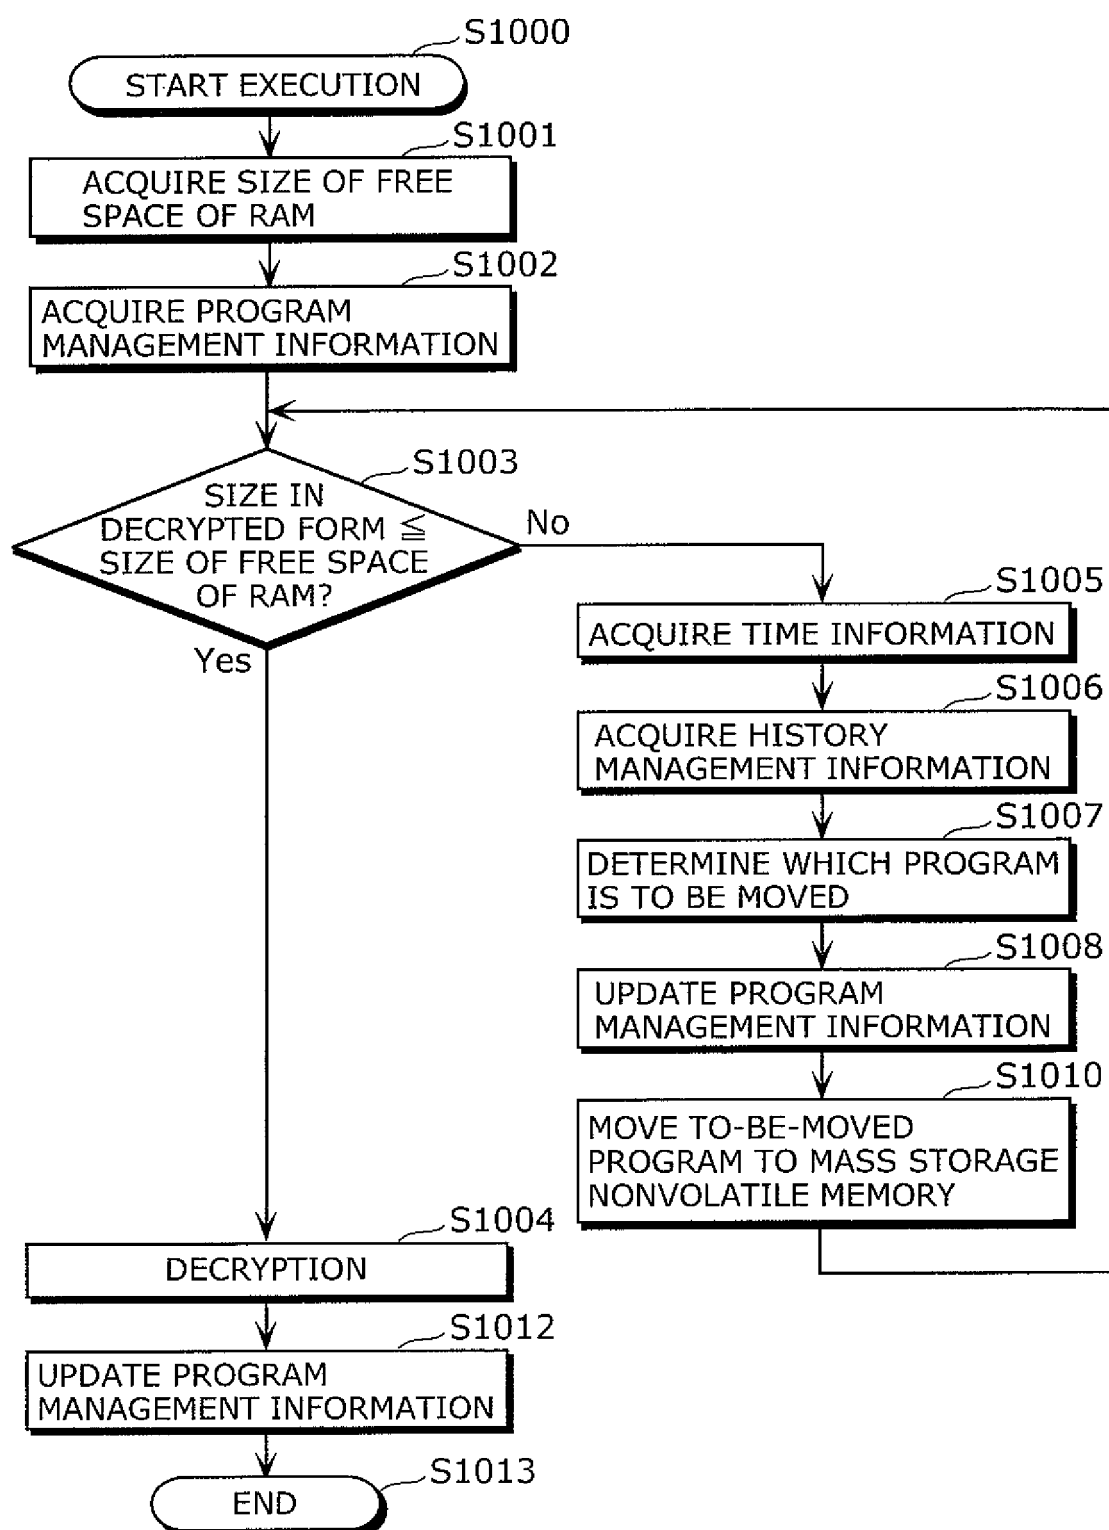 S1000
START EXECUTION
S1001
ACQUIRE SIZE OF FREE
SPACE OF RAM
S1002
ACQUIRE PROGRAM
MANAGEMENT INFORMATION
S1003
SIZE IN
DECRYPTED FORM ≦
SIZE OF FREE SPACE
OF RAM?
No
Yes
S1005
ACQUIRE TIME INFORMATION
S1006
ACQUIRE HISTORY
MANAGEMENT INFORMATION
S1007
DETERMINE WHICH PROGRAM
IS TO BE MOVED
S1008
UPDATE PROGRAM
MANAGEMENT INFORMATION
S1010
MOVE TO-BE-MOVED
PROGRAM TO MASS STORAGE
NONVOLATILE MEMORY
S1004
DECRYPTION
S1012
UPDATE PROGRAM
MANAGEMENT INFORMATION
S1013
END